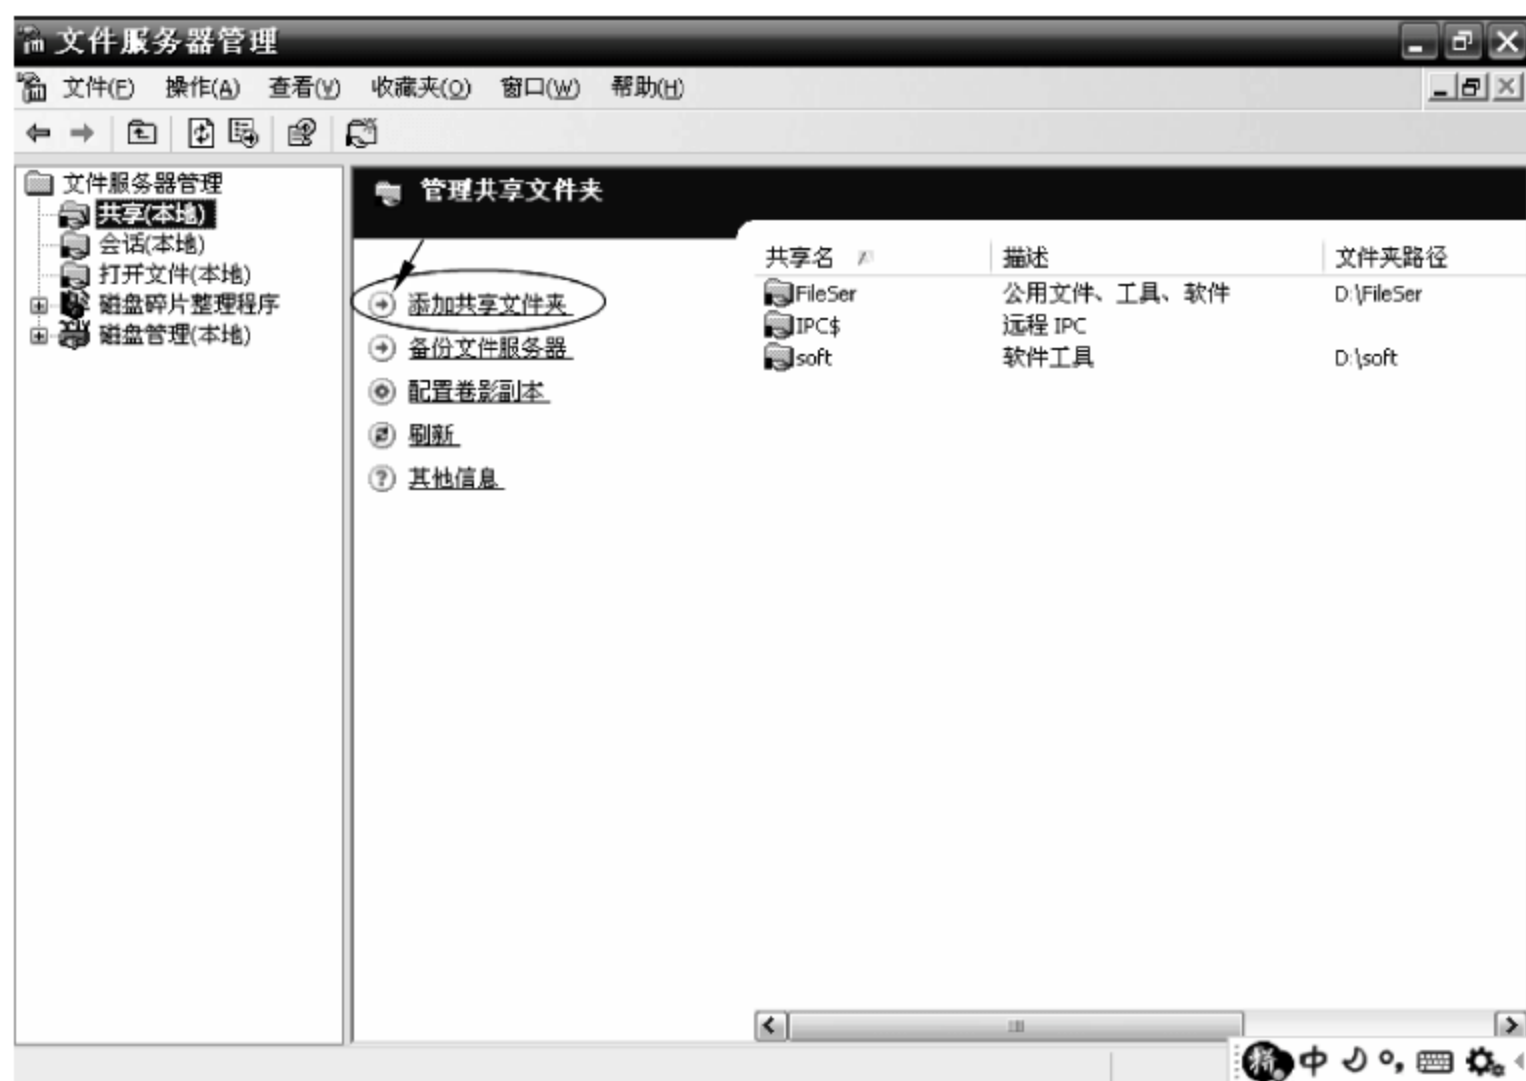 文件服务器管理
文件(F) 操作(A) 查看(V) 收藏夹(O) 窗口(W) 帮助(H)
文件服务器管理
共享(本地)
会话(本地)
打开文件(本地)
磁盘碎片整理程序
磁盘管理(本地)
管理共享文件夹
添加共享文件夹
备份文件服务器
配置卷影副本
刷新
其他信息
共享名 描述 文件夹路径
FileSer 公用文件、工具、软件 D:\FileSer
IPC$ 远程 IPC
soft 软件工具 D:\soft
拼 中